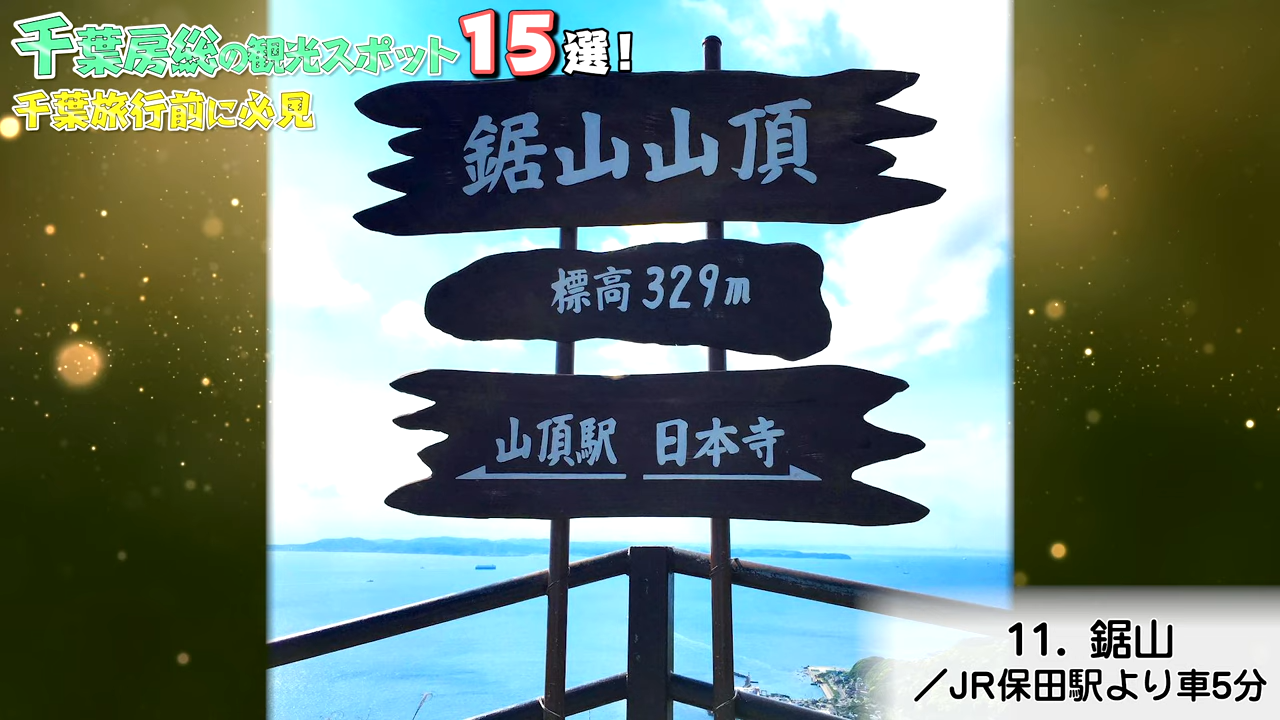 千葉房総の観光スポット15選！
千葉旅行前に必見
鋸山山頂
標高329m
山頂駅 日本寺
11. 鋸山
／JR保田駅より車5分